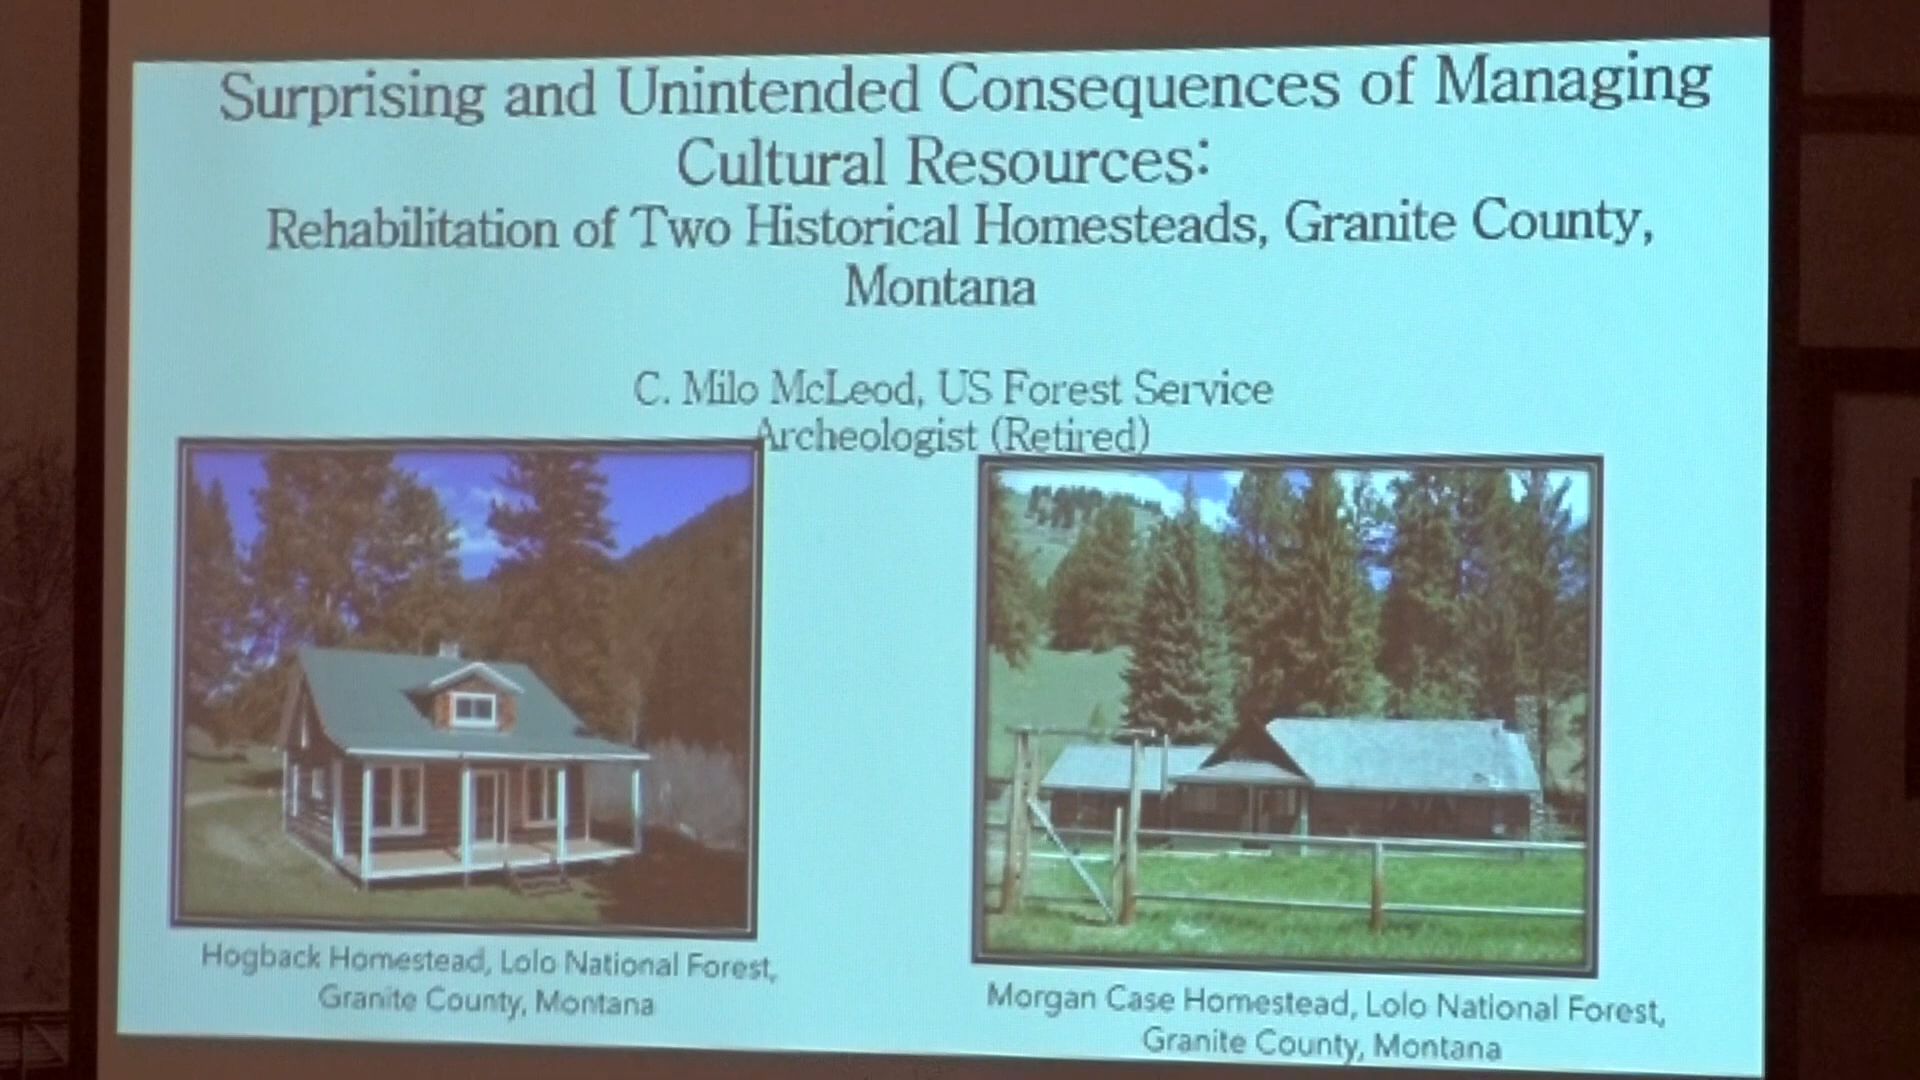 Surprising and Unintended Consequences of Managing
Cultural Resources:
Rehabilitation of Two Historical Homesteads, Granite County,
Montana
C. Milo McLeod, US Forest Service
Archeologist (Retired)
Hogback Homestead, Lolo National Forest,
Granite County, Montana
Morgan Case Homestead, Lolo National Forest,
Granite County, Montana